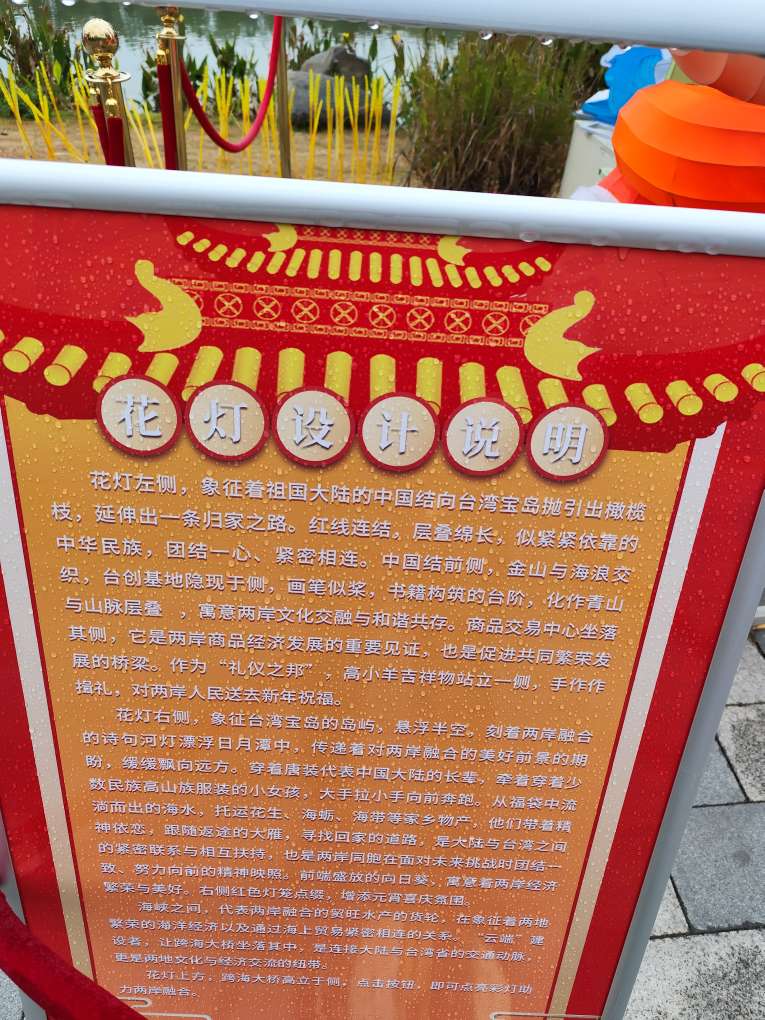 花灯设计说明
花灯左侧，象征着祖国大陆的中国结向台湾宝岛抛引出橄榄
枝，延伸出一条归家之路。红线连结，层叠绵长，似紧紧依靠的
中华民族，团结一心、紧密相连。中国结前侧，金山与海浪交
织，台创基地隐现于侧，画笔似桨，书籍构筑的台阶，化作青山
与山脉层叠 ，寓意两岸文化交融与和谐共存。商品交易中心坐落
其侧，它是两岸商品经济发展的重要见证，也是促进共同繁荣发
展的桥梁。作为“礼仪之邦”，高小羊吉祥物站立一侧，手作作
揖礼，对两岸人民送去新年祝福。
花灯右侧，象征台湾宝岛的岛屿，悬浮半空，刻着两岸融合
的诗句河灯漂浮日月潭中，传递着对两岸融合的美好前景的期
盼，缓缓飘向远方。穿着唐装代表中国大陆的长辈，牵着穿着少
数民族高山族服装的小女孩，大手拉小手向前奔跑。从福袋中流
淌而出的海水，托运花生、海蛎、海带等家乡物产，他们带着精
神依恋，跟随返途的大雁，寻找回家的道路，是大陆与台湾之间
的紧密联系与相互扶持，也是两岸同胞在面对未来挑战时团结一
致、努力向前的精神映照。前端盛放的向日葵，寓意着两岸经济
繁荣与美好。右侧红色灯笼点缀，增添元宵喜庆氛围。
海峡之间，代表两岸融合的贸旺水产的货轮，在象征着两地
繁荣的海洋经济以及通过海上贸易紧密相连的关系。“云端”建
设者，让跨海大桥坐落其中，是连接大陆与台湾省的交通动脉，
更是两地文化与经济交流的纽带。
花灯上方，跨海大桥高立于侧，点击按钮，即可点亮彩灯助
力两岸融合。